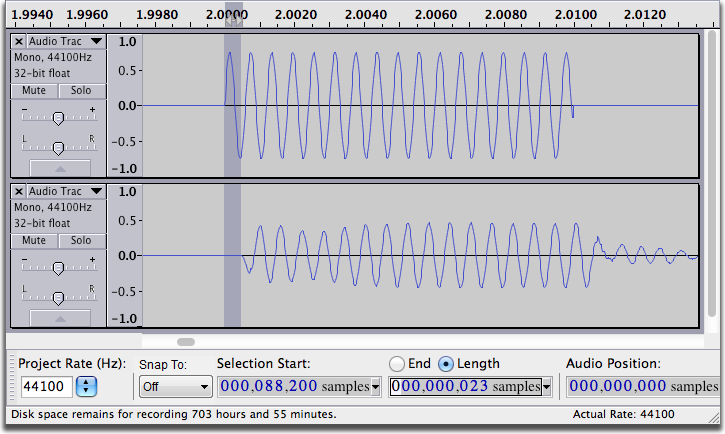 1.9940 1.9960 1.9980 2.0000 2.0020 2.0040 2.0060 2.0080 2.0100 2.0120
× Audio Trac ▼
Mono, 44100Hz
32-bit float
Mute Solo
- +
L R
1.0
0.5
0.0
-0.5
-1.0
× Audio Trac ▼
Mono, 44100Hz
32-bit float
Mute Solo
- +
L R
1.0
0.5
0.0
-0.5
-1.0
Project Rate (Hz): Snap To: Selection Start: End Length Audio Position:
44100 Off 000,088,200 samples 000,000,023 samples 000,000,000 samples
Disk space remains for recording 703 hours and 55 minutes. Actual Rate: 44100